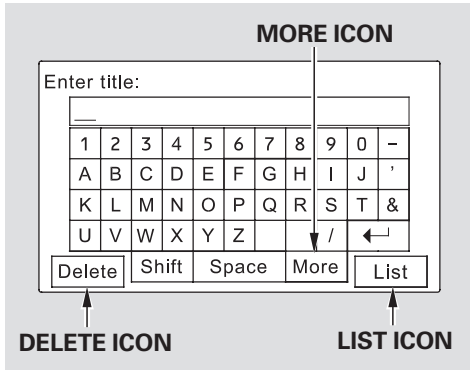 MORE ICON
Enter title:
1 2 3 4 5 6 7 8 9 0 -
A B C D E F G H I J '
K L M N O P Q R S T &
U V W X Y Z /
Delete Shift Space More List
DELETE ICON LIST ICON